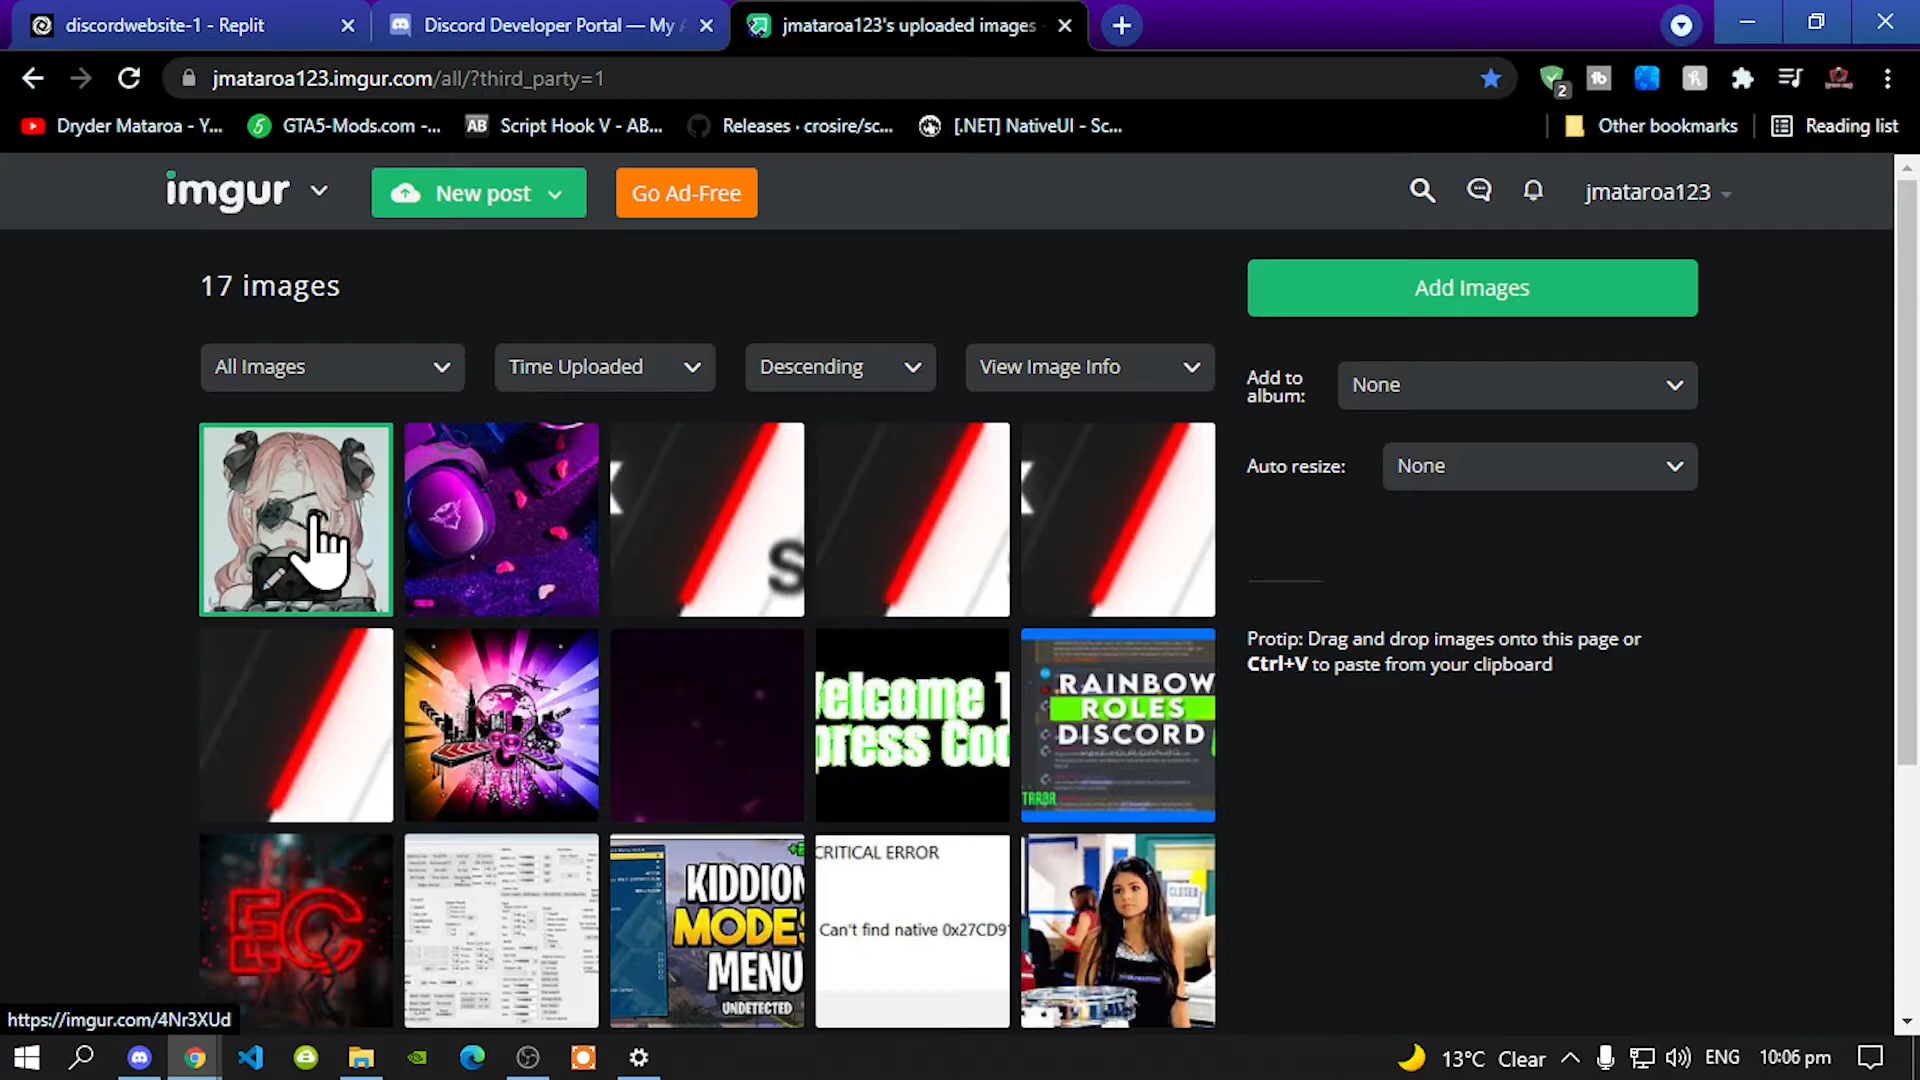 discordwebsite-1 - Replit
Discord Developer Portal — My
jmataroa123's uploaded images
jmataroa123.imgur.com/all/?third_party=1
2
Dryder Mataroa - Y...
GTA5-Mods.com -...
AB Script Hook V - AB...
Releases · crosire/sc...
[.NET] NativeUI - Sc...
Other bookmarks
Reading list
imgur
New post
Go Ad-Free
jmataroa123
17 images
Add Images
All Images
Time Uploaded
Descending
View Image Info
Add to
album:
None
Auto resize:
None
Protip: Drag and drop images onto this page or
Ctrl+V to paste from your clipboard
RAINBOW
ROLES
DISCORD
EC
KIDDION
MODES
MENU
UNDETECTED
CRITICAL ERROR
Can't find native 0x27CD9
CLOSED
https://imgur.com/4Nr3XUd
13°C Clear
ENG
10:06 pm